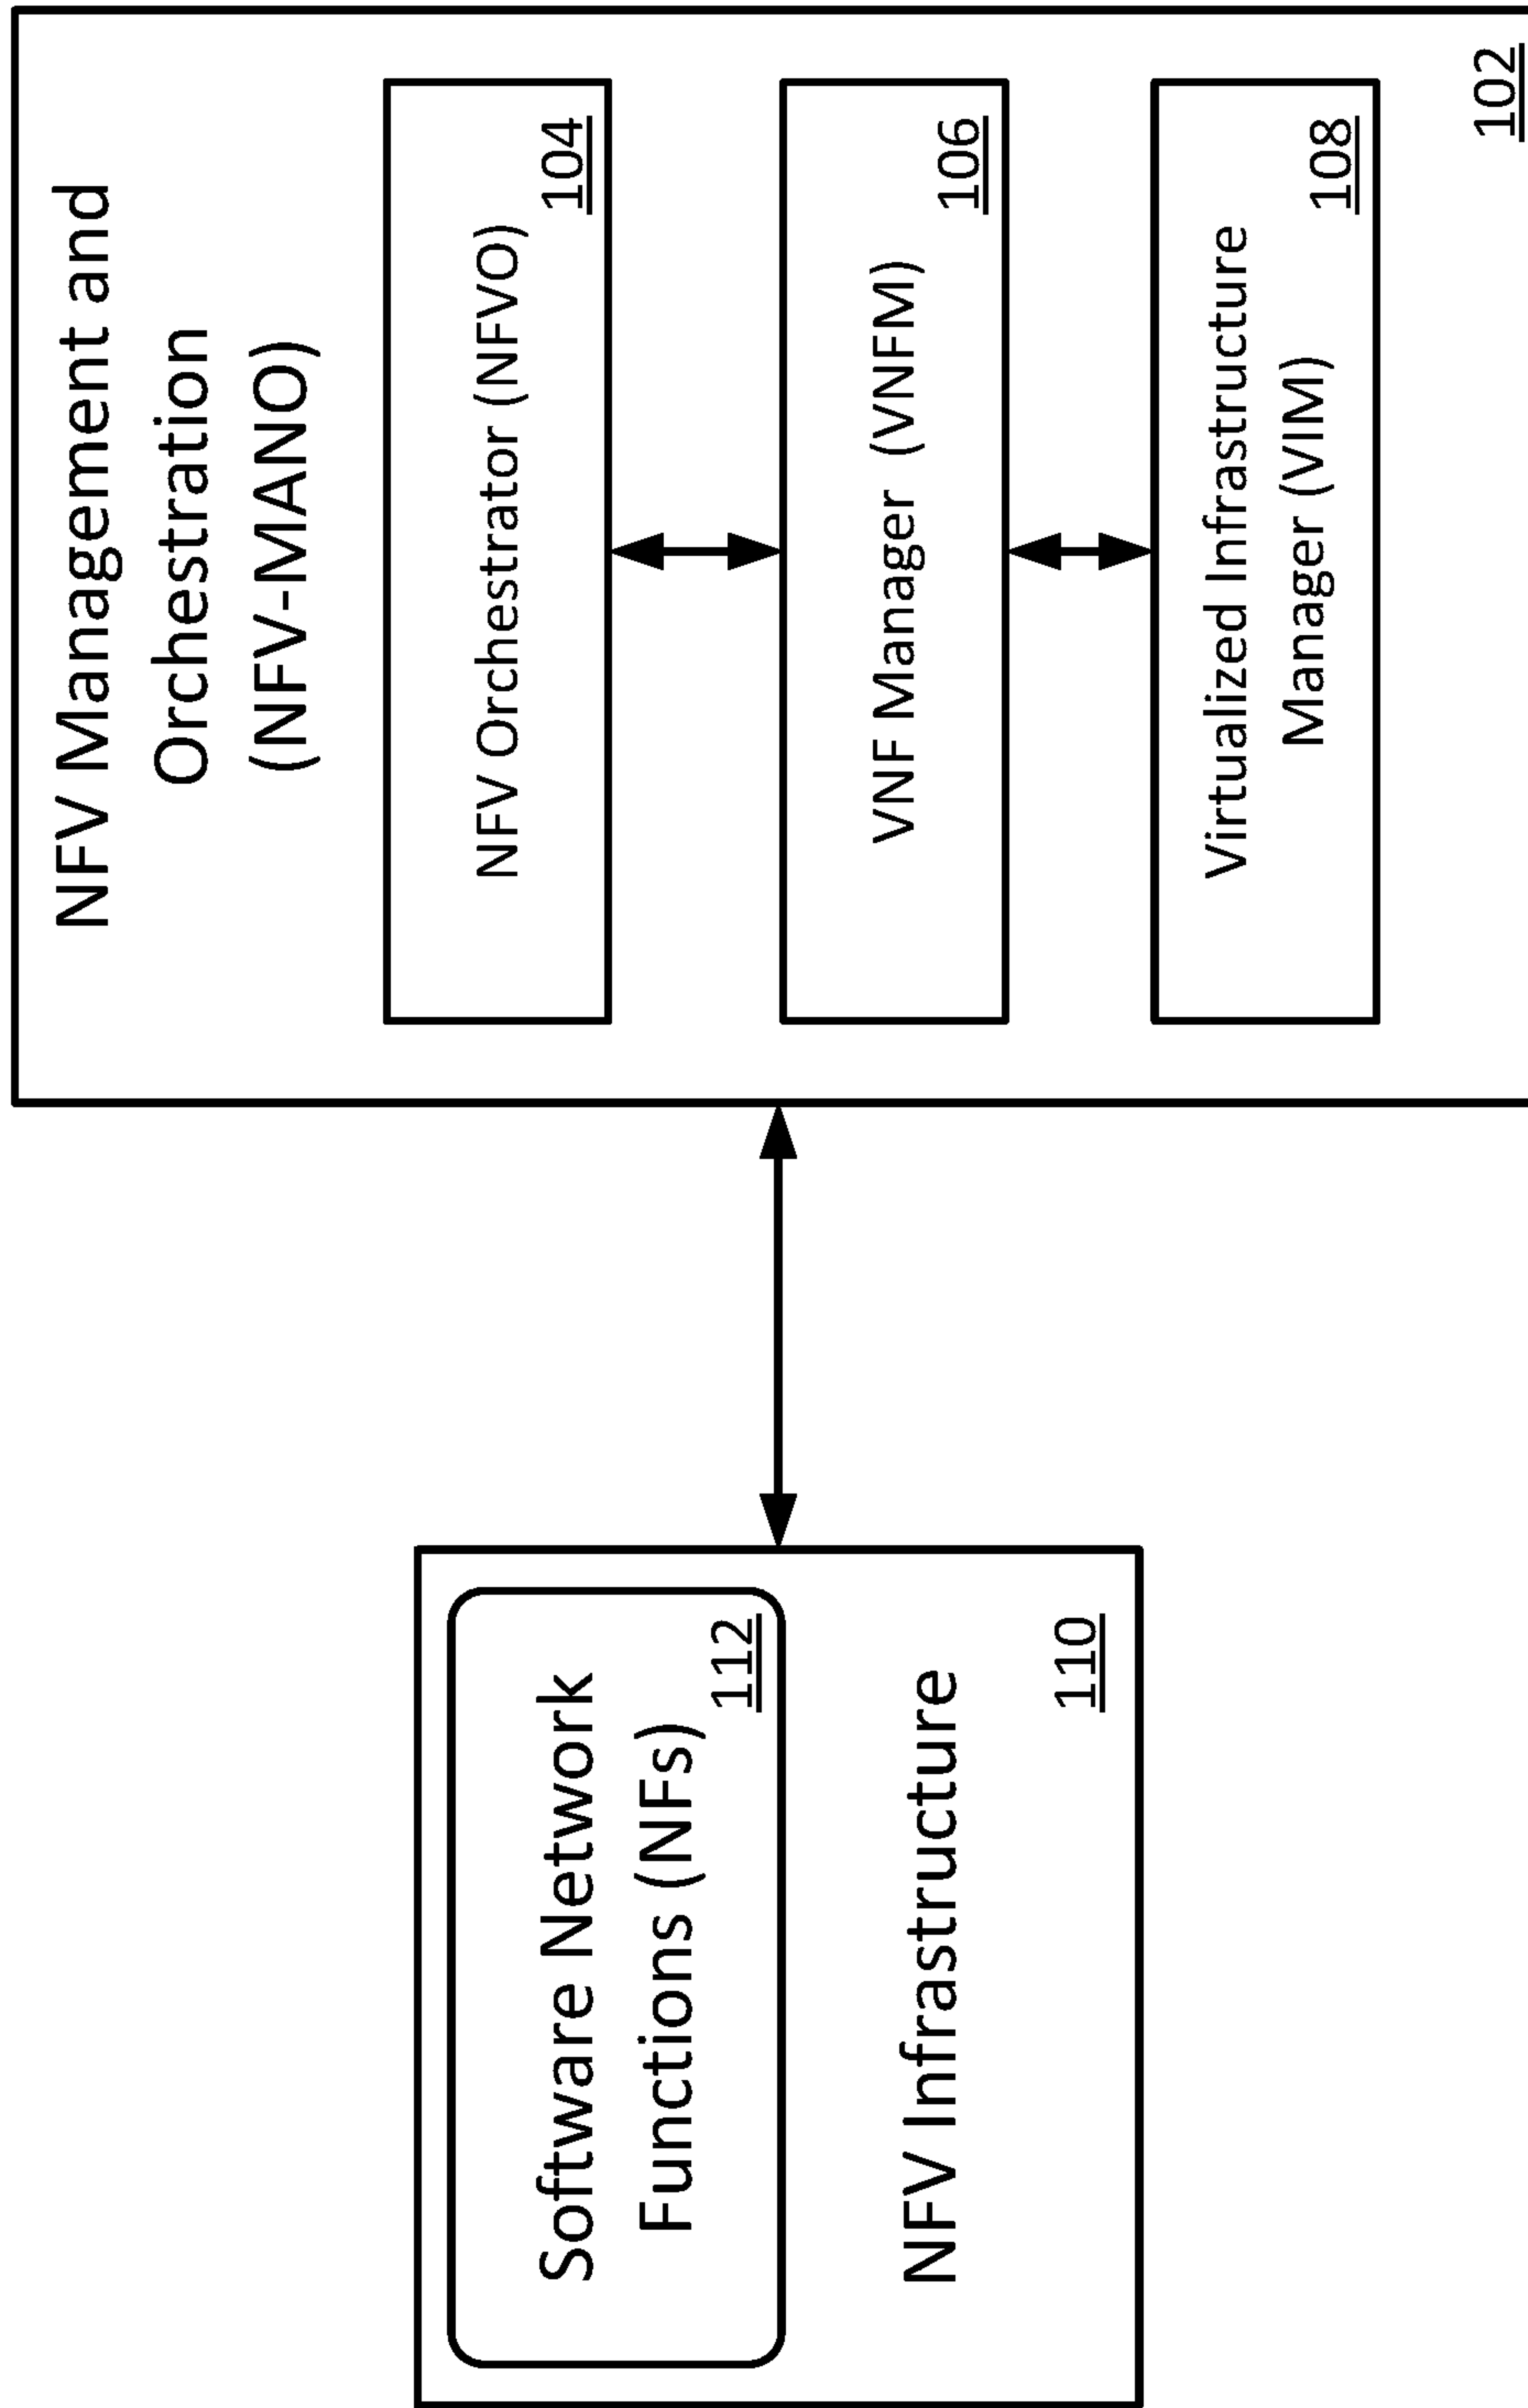 Software Network
Functions (NFs)
112
NFV Infrastructure
110
NFV Management and
Orchestration
(NFV-MANO)
NFV Orchestrator (NFVO)
104
VNF Manager (VNFM)
106
Virtualized Infrastructure
Manager (VIM)
108
102